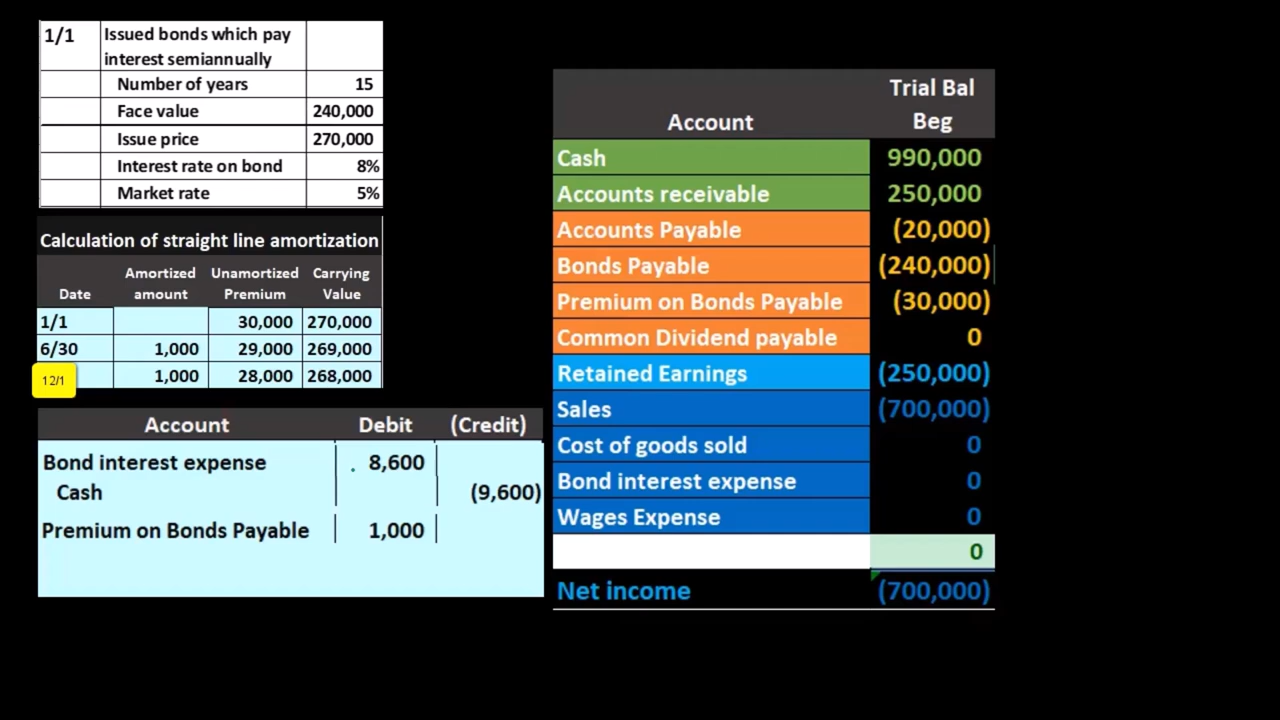 1/1 Issued bonds which pay
interest semiannually
Number of years 15
Face value 240,000
Issue price 270,000
Interest rate on bond 8%
Market rate 5%
Calculation of straight line amortization
Amortized Unamortized Carrying
Date amount Premium Value
1/1 30,000 270,000
6/30 1,000 29,000 269,000
12/1 1,000 28,000 268,000
Account Debit (Credit)
Bond interest expense 8,600
Cash (9,600)
Premium on Bonds Payable 1,000
Trial Bal
Account Beg
Cash 990,000
Accounts receivable 250,000
Accounts Payable (20,000)
Bonds Payable (240,000)
Premium on Bonds Payable (30,000)
Common Dividend payable 0
Retained Earnings (250,000)
Sales (700,000)
Cost of goods sold 0
Bond interest expense 0
Wages Expense 0
0
Net income (700,000)